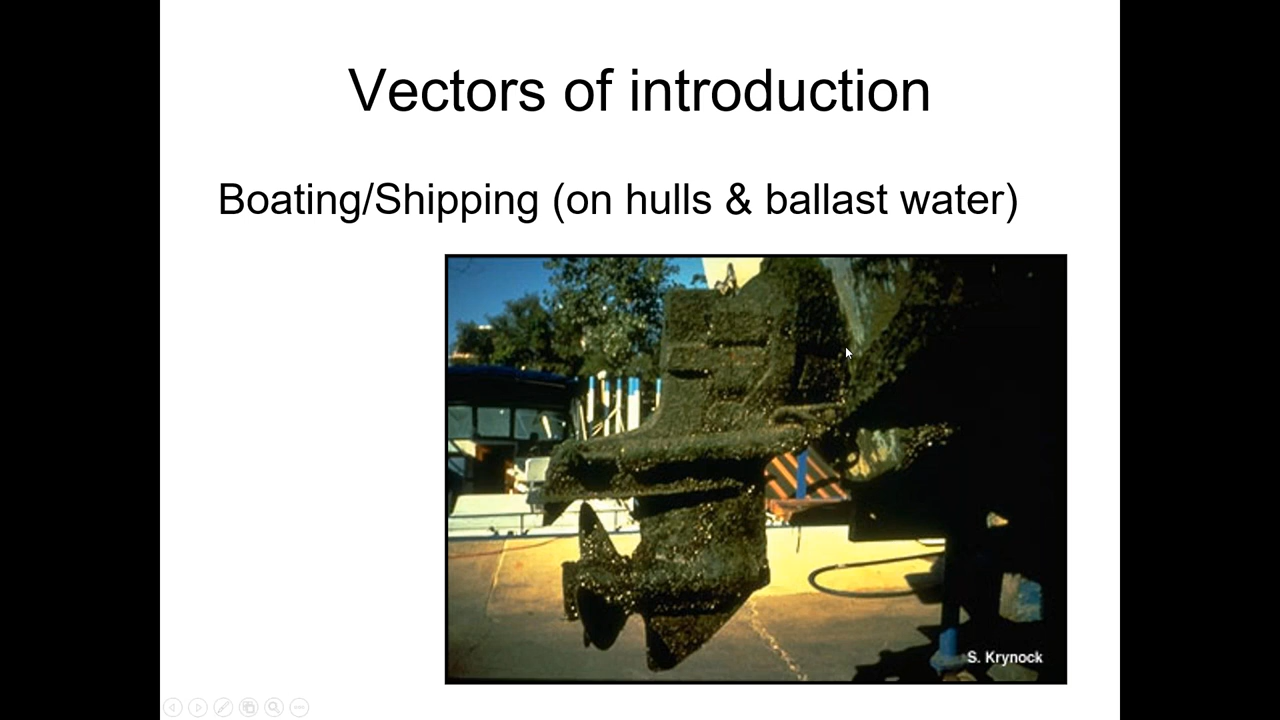 Vectors of introduction
Boating/Shipping (on hulls & ballast water)
S. Krynock